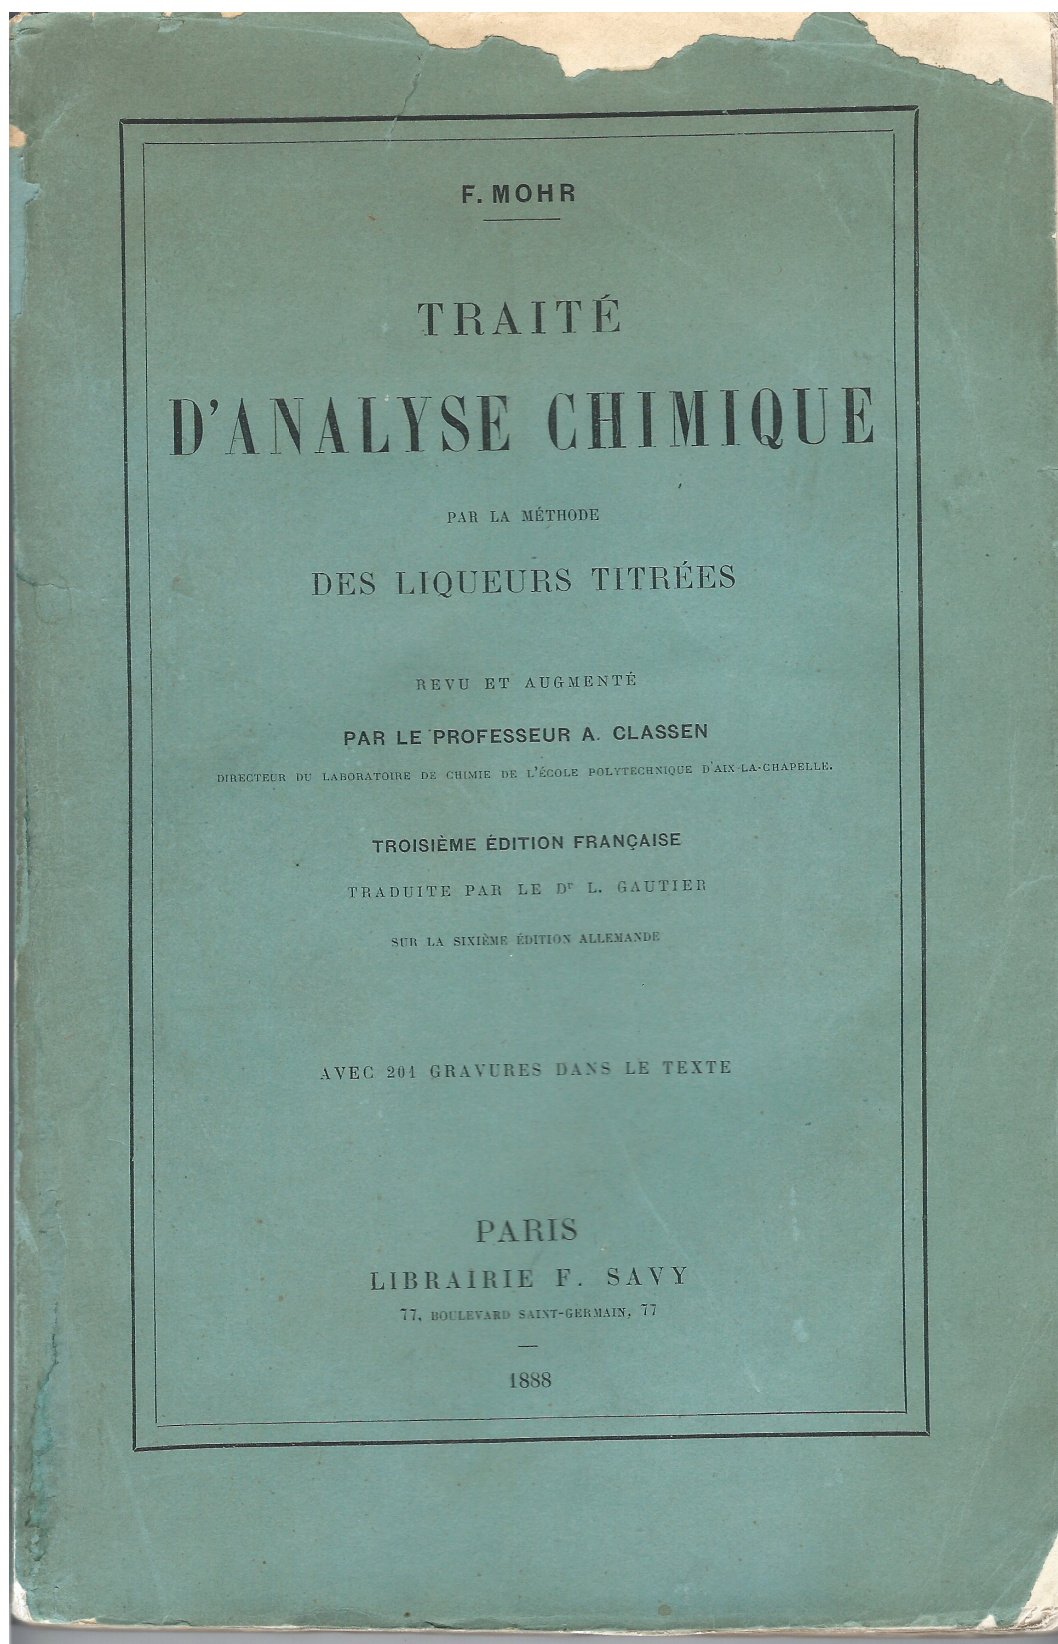 F. MOHR
TRAITÉ
D'ANALYSE CHIMIQUE
PAR LA MÉTHODE
DES LIQUEURS TITRÉES
REVU ET AUGMENTÉ
PAR LE PROFESSEUR A. CLASSEN
DIRECTEUR DU LABORATOIRE DE CHIMIE DE L'ÉCOLE POLYTECHNIQUE D'AIX-LA-CHAPELLE.
TROISIÈME ÉDITION FRANÇAISE
TRADUITE PAR LE Dr L. GAUTIER
SUR LA SIXIÈME ÉDITION ALLEMANDE
AVEC 201 GRAVURES DANS LE TEXTE
PARIS
LIBRAIRIE F. SAVY
77, BOULEVARD SAINT-GERMAIN, 77
1888